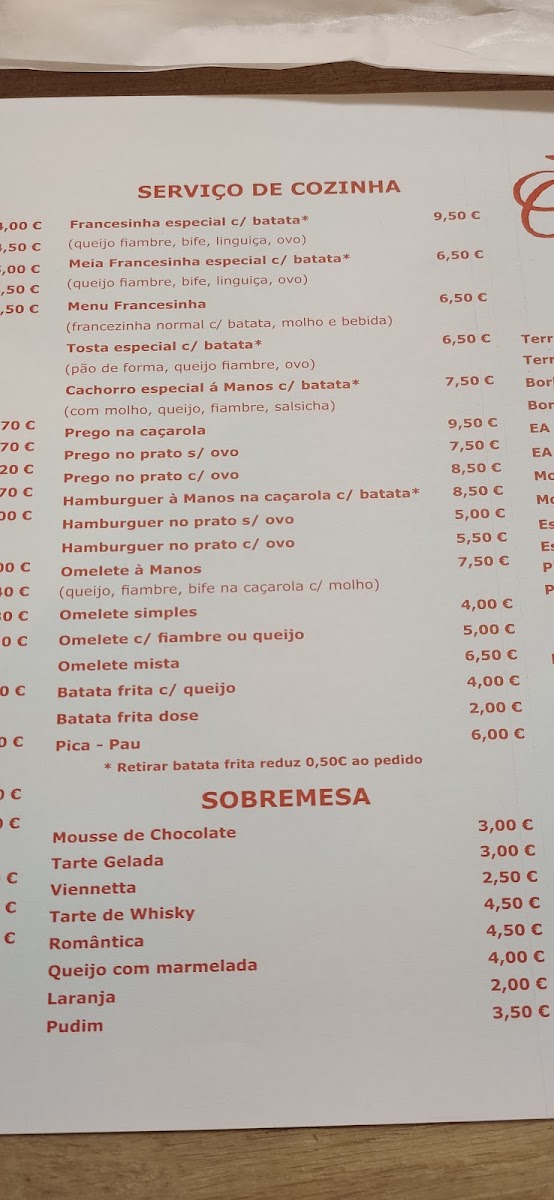 SERVIÇO DE COZINHA
Francesinha especial c/ batata* 9,50 €
(queijo fiambre, bife, linguiça, ovo)
Meia Francesinha especial c/ batata* 6,50 €
(queijo fiambre, bife, linguiça, ovo)
Menu Francesinha 6,50 €
(francezinha normal c/ batata, molho e bebida)
Tosta especial c/ batata* 6,50 €
(pão de forma, queijo fiambre, ovo)
Cachorro especial á Manos c/ batata* 7,50 €
(com molho, queijo, fiambre, salsicha)
Prego na caçarola 9,50 €
Prego no prato s/ ovo 7,50 €
Prego no prato c/ ovo 8,50 €
Hamburguer à Manos na caçarola c/ batata* 8,50 €
Hamburguer no prato s/ ovo 5,00 €
Hamburguer no prato c/ ovo 5,50 €
Omelete à Manos 7,50 €
(queijo, fiambre, bife na caçarola c/ molho)
Omelete simples 4,00 €
Omelete c/ fiambre ou queijo 5,00 €
Omelete mista 6,50 €
Batata frita c/ queijo 4,00 €
Batata frita dose 2,00 €
Pica - Pau 6,00 €
* Retirar batata frita reduz 0,50€ ao pedido
SOBREMESA
Mousse de Chocolate 3,00 €
Tarte Gelada 3,00 €
Viennetta 2,50 €
Tarte de Whisky 4,50 €
Romântica 4,50 €
Queijo com marmelada 4,00 €
Laranja 2,00 €
Pudim 3,50 €